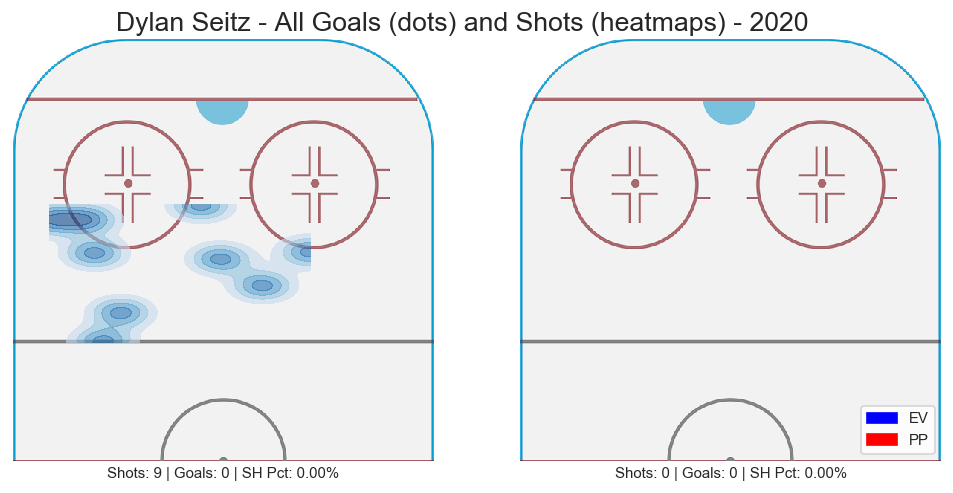 Dylan Seitz - All Goals (dots) and Shots (heatmaps) - 2020
EV
PP
Shots: 9 | Goals: 0 | SH Pct: 0.00%
Shots: 0 | Goals: 0 | SH Pct: 0.00%